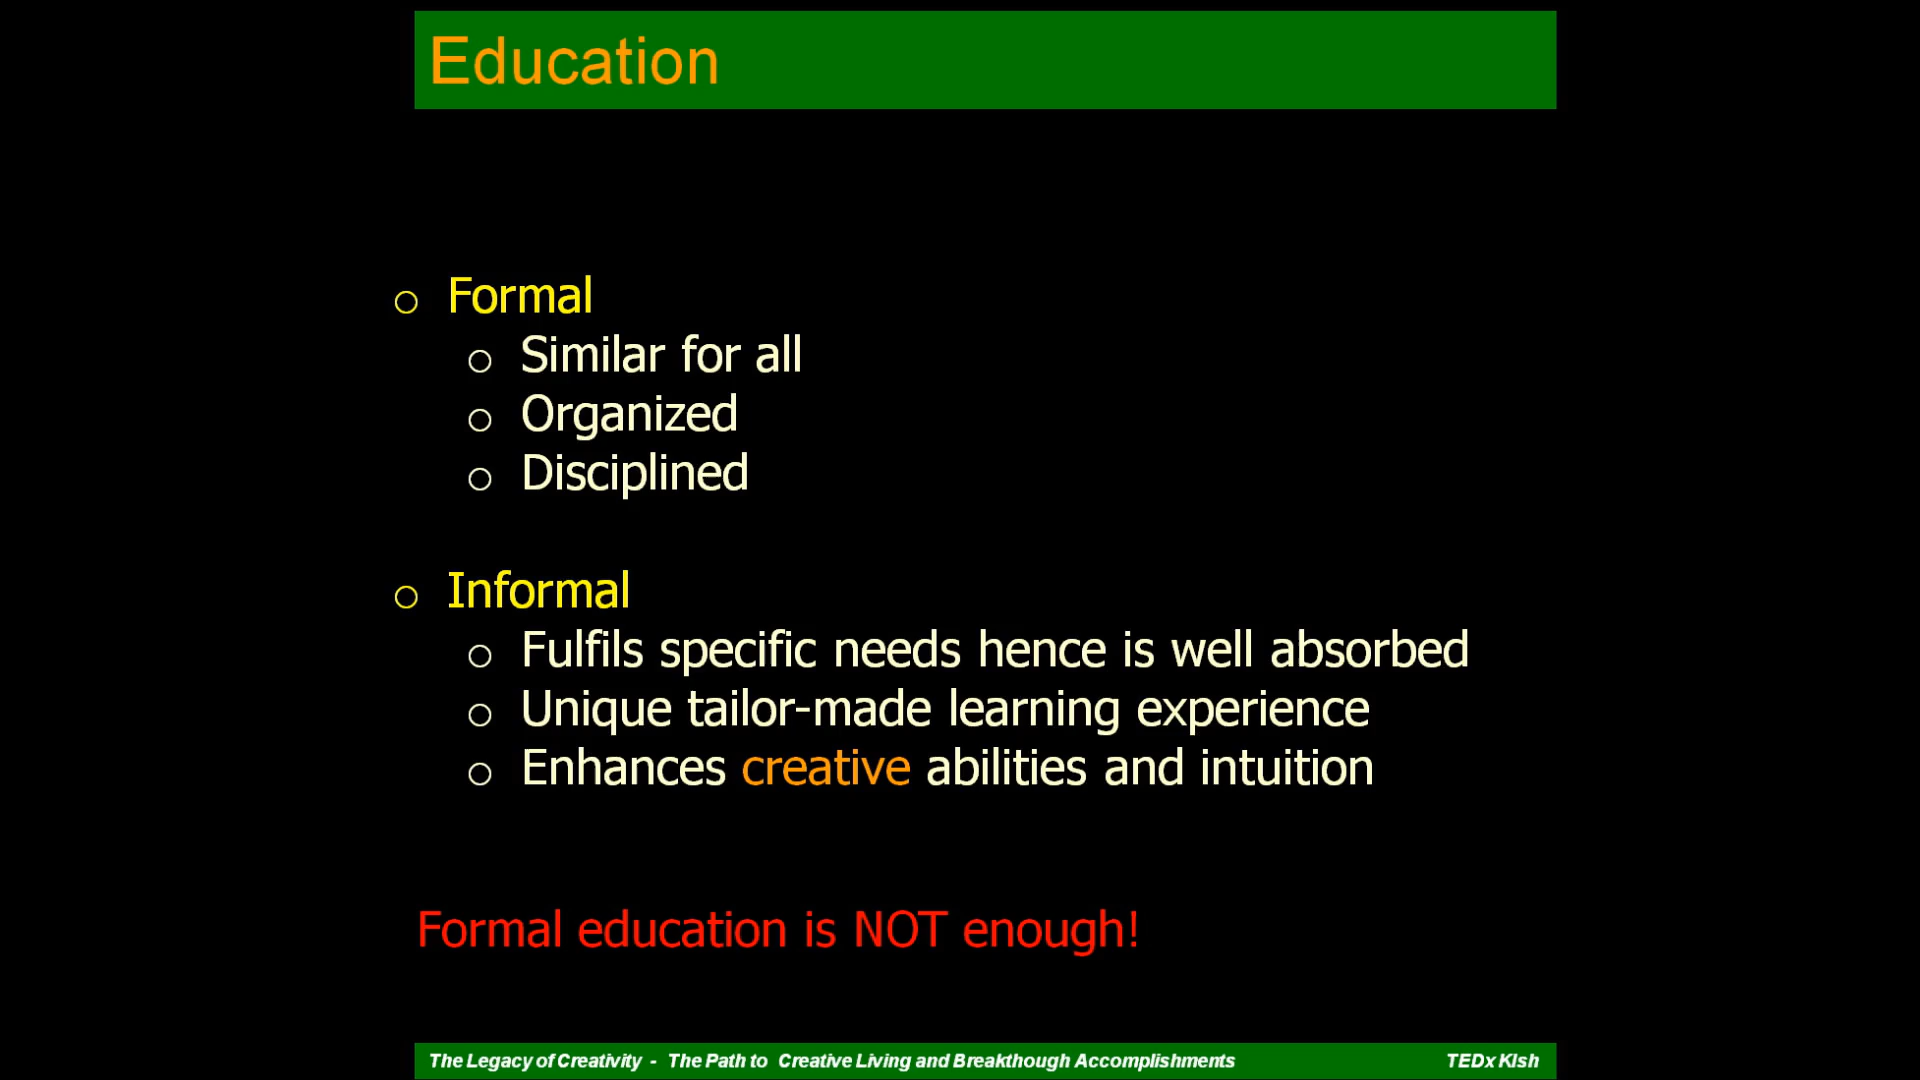 Education
Formal
Similar for all
Organized
Disciplined
Informal
Fulfils specific needs hence is well absorbed
Unique tailor-made learning experience
Enhances creative abilities and intuition
Formal education is NOT enough!
The Legacy of Creativity - The Path to Creative Living and Breakthough Accomplishments TEDx KIsh